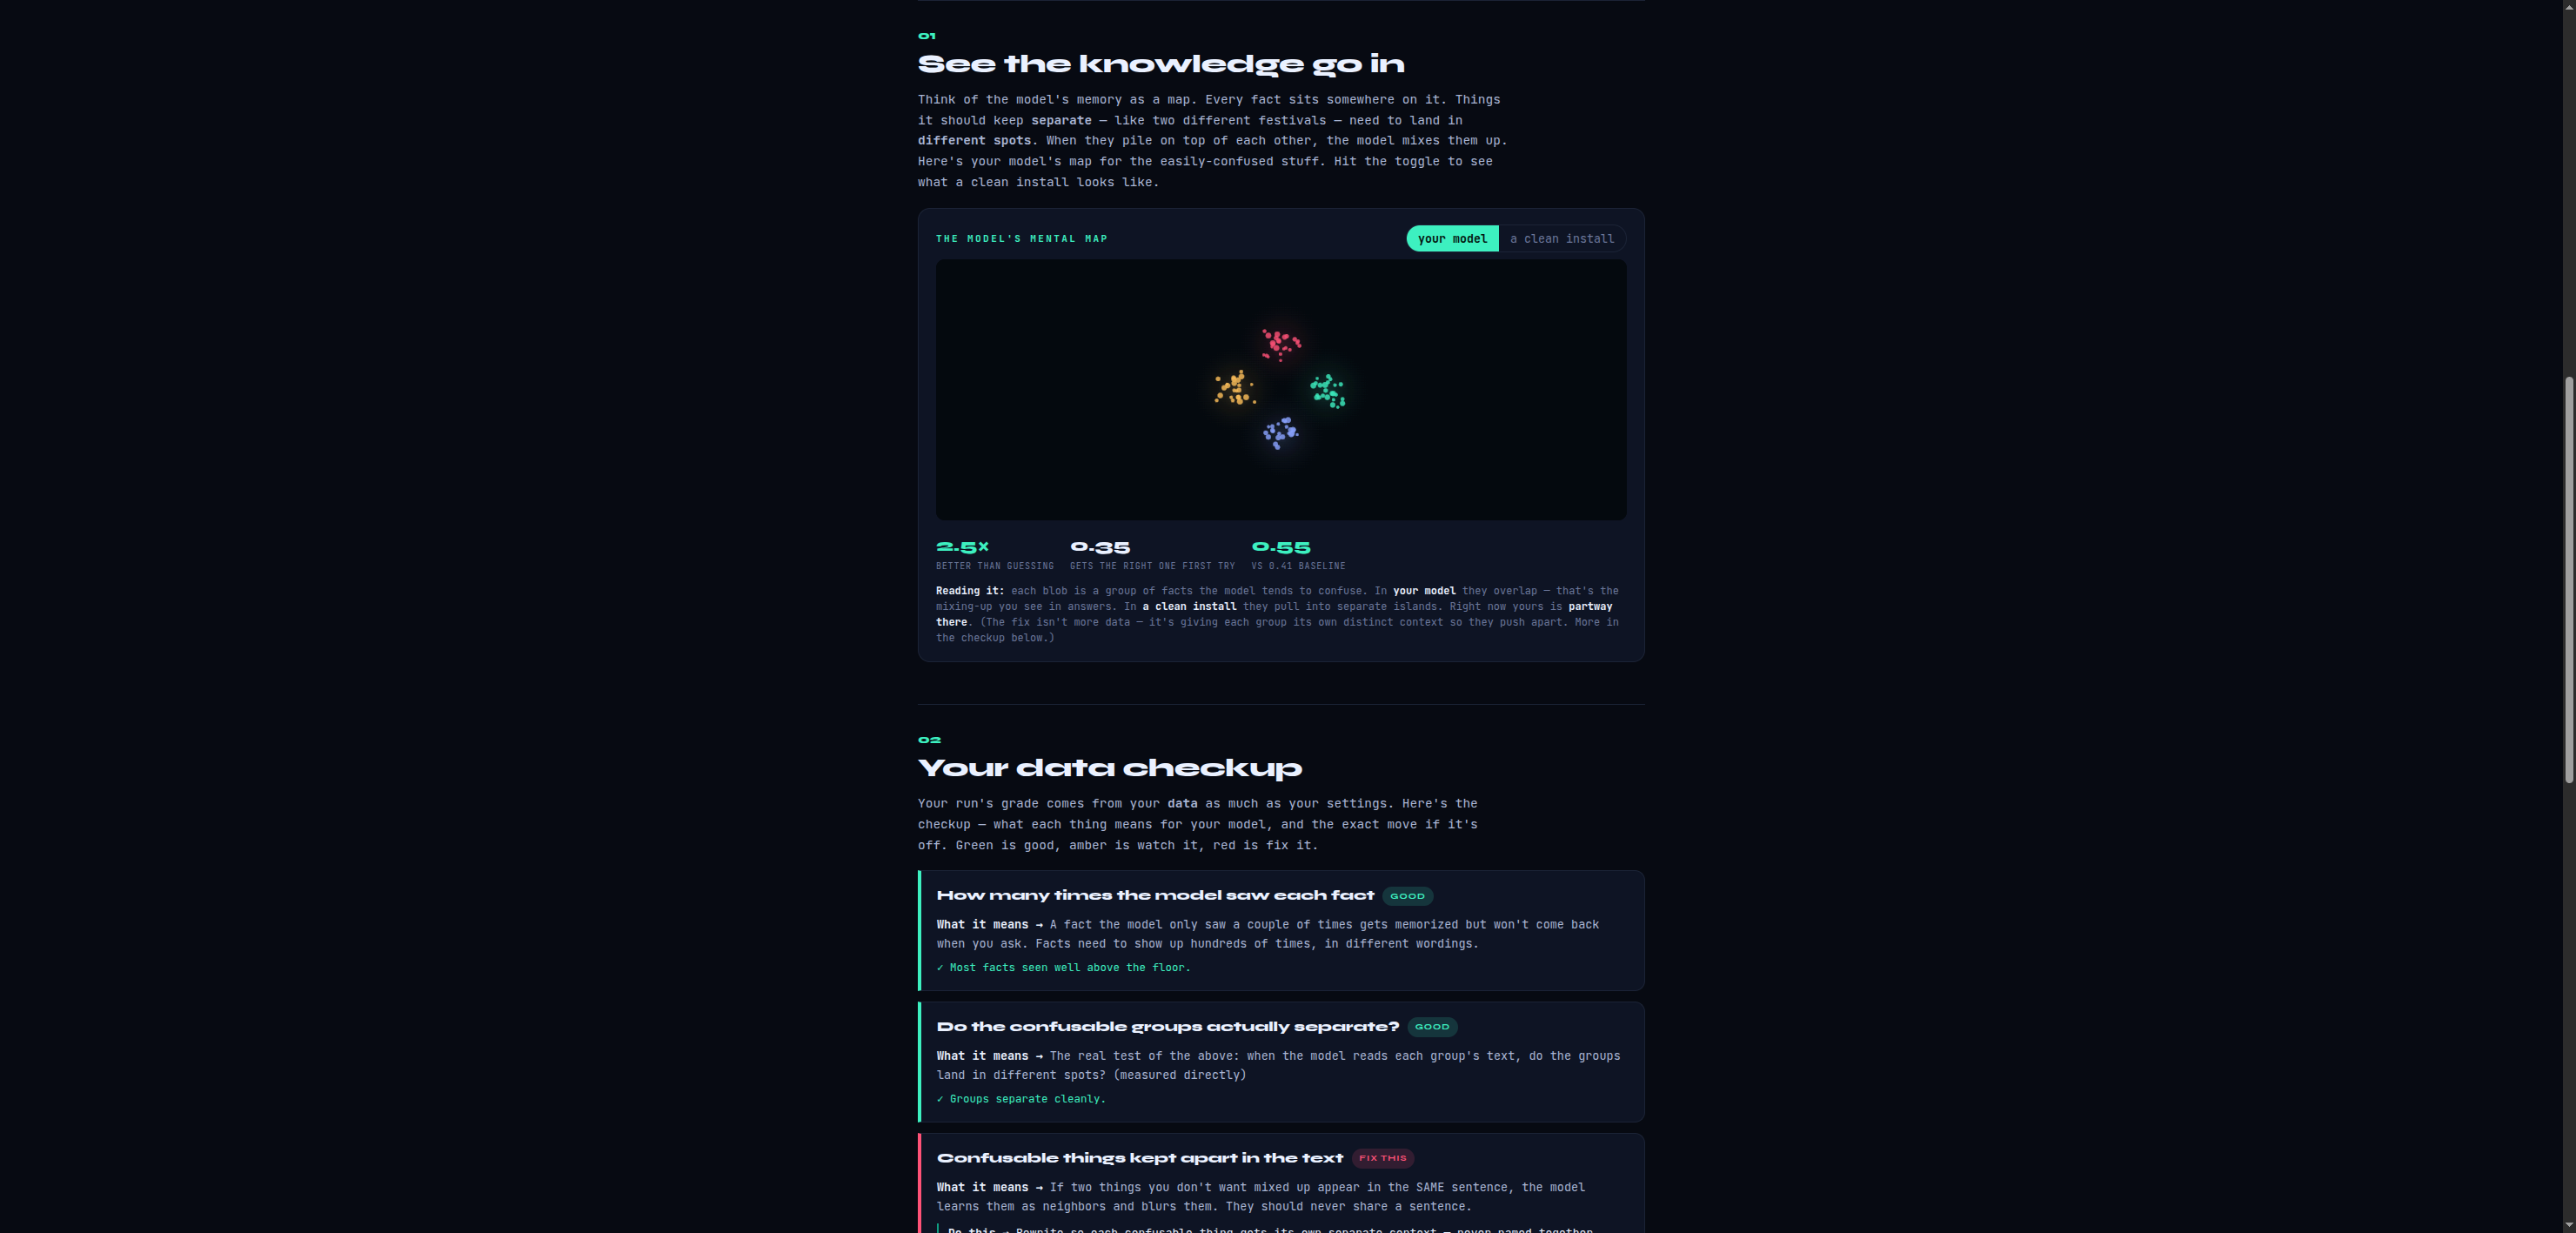 01
See the knowledge go in
Think of the model's memory as a map. Every fact sits somewhere on it. Things
it should keep separate — like two different festivals — need to land in
different spots. When they pile on top of each other, the model mixes them up.
Here's your model's map for the easily-confused stuff. Hit the toggle to see
what a clean install looks like.
THE MODEL'S MENTAL MAP
your model
a clean install
2.5×
0.35
0.55
BETTER THAN GUESSING
GETS THE RIGHT ONE FIRST TRY
VS 0.41 BASELINE
Reading it: each blob is a group of facts the model tends to confuse. In your model they overlap — that's the
mixing-up you see in answers. In a clean install they pull into separate islands. Right now yours is partway
there. (The fix isn't more data — it's giving each group its own distinct context so they push apart. More in
the checkup below.)
02
Your data checkup
Your run's grade comes from your data as much as your settings. Here's the
checkup — what each thing means for your model, and the exact move if it's
off. Green is good, amber is watch it, red is fix it.
How many times the model saw each fact GOOD
What it means → A fact the model only saw a couple of times gets memorized but won't come back
when you ask. Facts need to show up hundreds of times, in different wordings.
✓ Most facts seen well above the floor.
Do the confusable groups actually separate? GOOD
What it means → The real test of the above: when the model reads each group's text, do the groups
land in different spots? (measured directly)
✓ Groups separate cleanly.
Confusable things kept apart in the text FIX THIS
What it means → If two things you don't want mixed up appear in the SAME sentence, the model
learns them as neighbors and blurs them. They should never share a sentence.
Do this → Rewrite so each confusable thing gets its own separate context — never named together